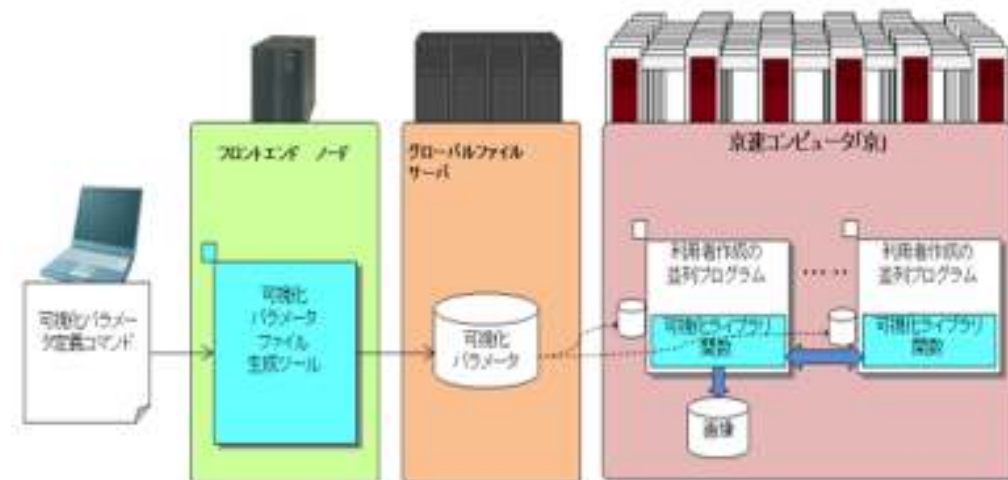 フロントエンド ノード
グローバルファイル
サーバ
京速コンピュータ「京」
可視化パラメー
タ定義コマンド
可視化
パラメータ
ファイル
生成ツール
可視化
パラメータ
利用者作成の
並列プログラム
可視化ライブラリ
関数
・・・・・
利用者作成の
並列プログラム
可視化ライブラリ
関数
画像